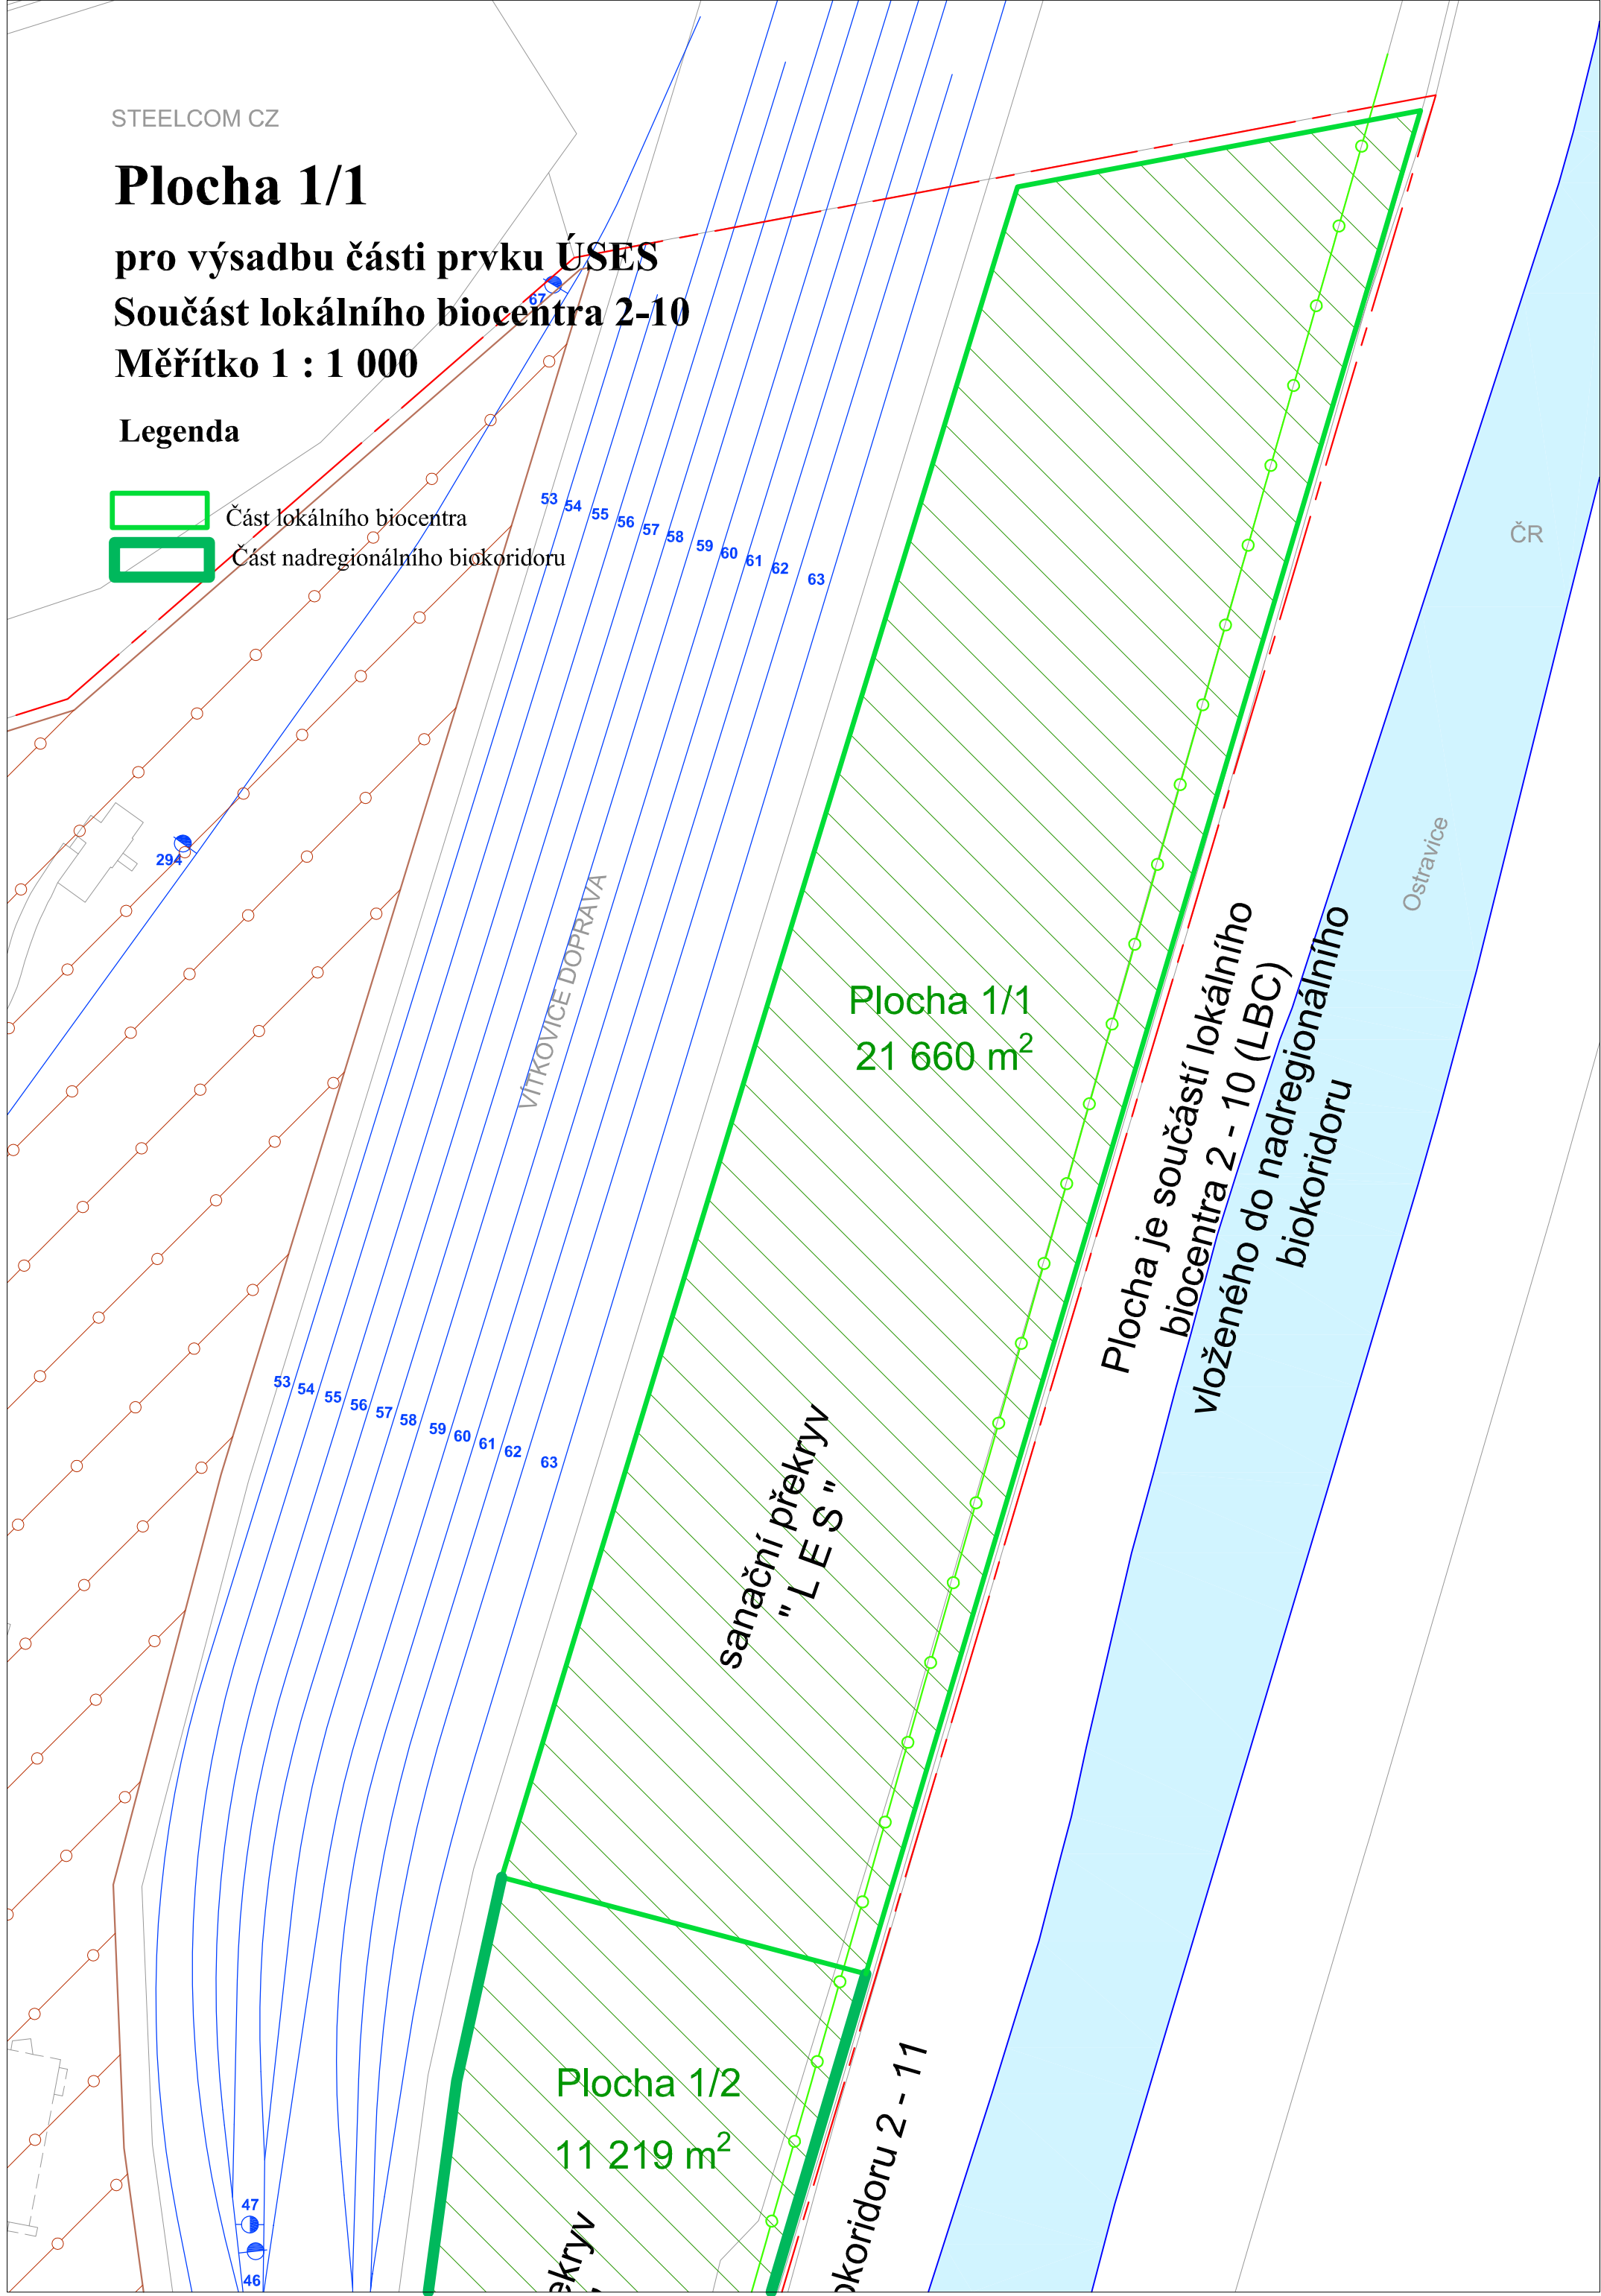 STEELCOM CZ
Plocha 1/1
pro výsadbu části prvku ÚSES
Součást lokálního biocentra 2-10
Měřítko 1 : 1 000
Legenda
Část lokálního biocentra
Část nadregionálního biokoridoru
67
53 54 55 56 57 58 59 60 61 62 63
ČR
294
Ostravice
VÍTKOVICE DOPRAVA
Plocha 1/1
21 660 m²
Plocha je součástí lokálního
biocentra 2 - 10 (LBC)
vloženého do nadregionálního
biokoridoru
53 54 55 56 57 58 59 60 61 62 63
sanační překryv
" L E S "
Plocha 1/2
11 219 m²
okoridoru 2 - 11
ekryv
47
46